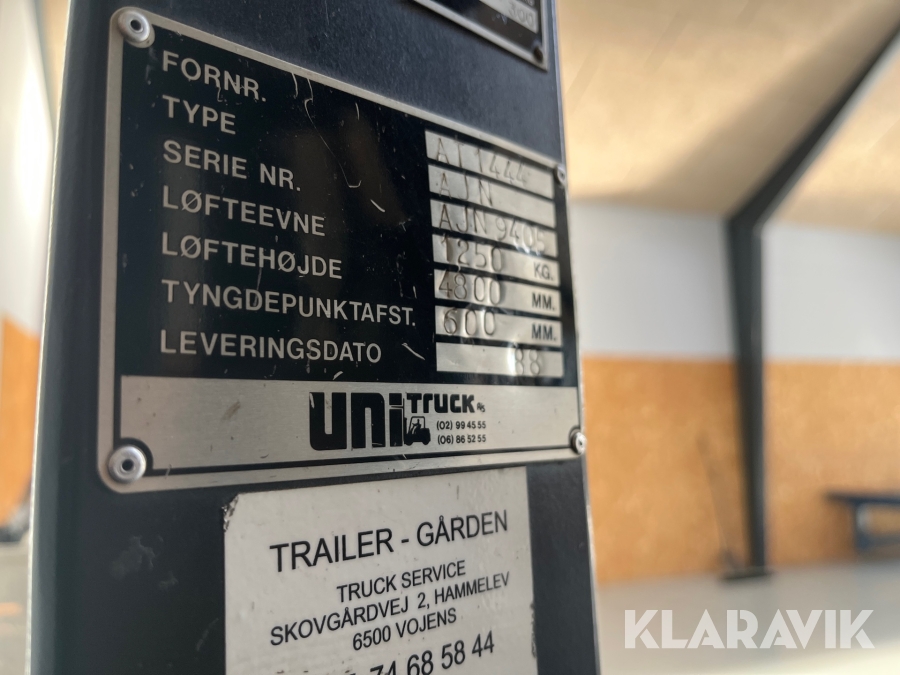 FORNR.
TYPE AJ 1444
SERIE NR. AJN
LØFTEEVNE AJN 9405
LØFTEHØJDE 1250 KG.
TYNGDEPUNKTAFST. 4800 MM.
LEVERINGSDATO 600 MM.
88
UNI TRUCK A/S
(02) 99 45 55
(06) 86 52 55
TRAILER - GÅRDEN
TRUCK SERVICE
SKOVGÅRDVEJ 2, HAMMELEV
6500 VOJENS
74 68 58 44
KLARAVIK